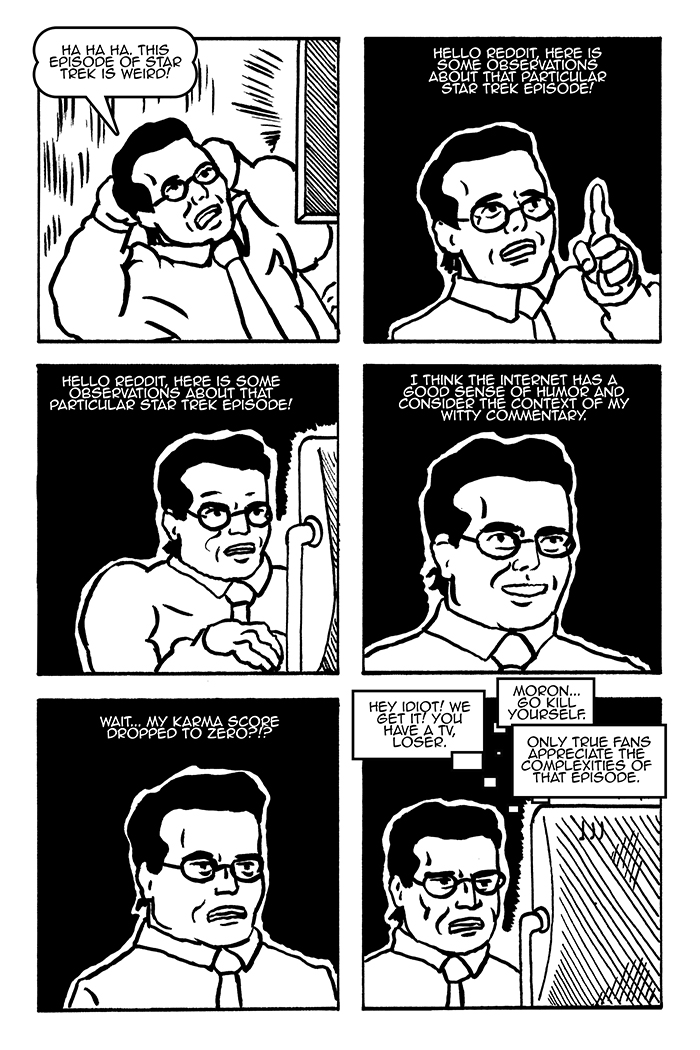 HA HA HA. THIS
EPISODE OF STAR
TREK IS WEIRD!
HELLO REDDIT, HERE IS
SOME OBSERVATIONS
ABOUT THAT PARTICULAR
STAR TREK EPISODE!
HELLO REDDIT, HERE IS SOME
OBSERVATIONS ABOUT THAT
PARTICULAR STAR TREK EPISODE!
I THINK THE INTERNET HAS A
GOOD SENSE OF HUMOR AND
CONSIDER THE CONTEXT OF MY
WITTY COMMENTARY.
WAIT... MY KARMA SCORE
DROPPED TO ZERO?!?
HEY IDIOT! WE
GET IT! YOU
HAVE A TV,
LOSER.
MORON...
GO KILL
YOURSELF.
ONLY TRUE FANS
APPRECIATE THE
COMPLEXITIES OF
THAT EPISODE.